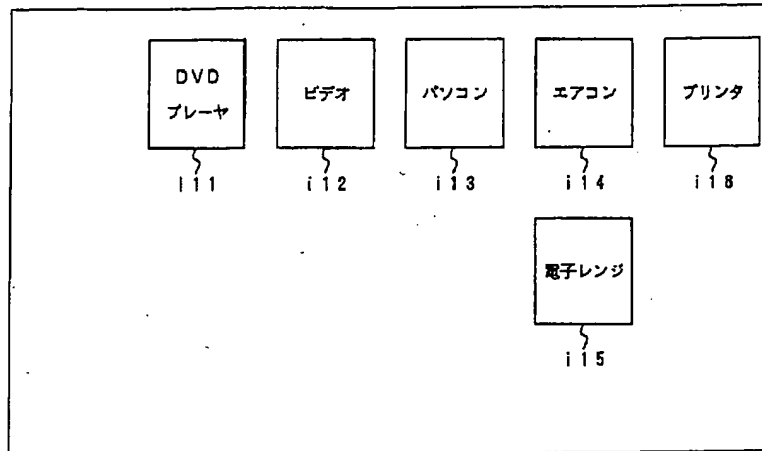 DVD
プレーヤ
ビデオ
パソコン
エアコン
プリンタ
i11
i12
i13
i14
i16
電子レンジ
i15